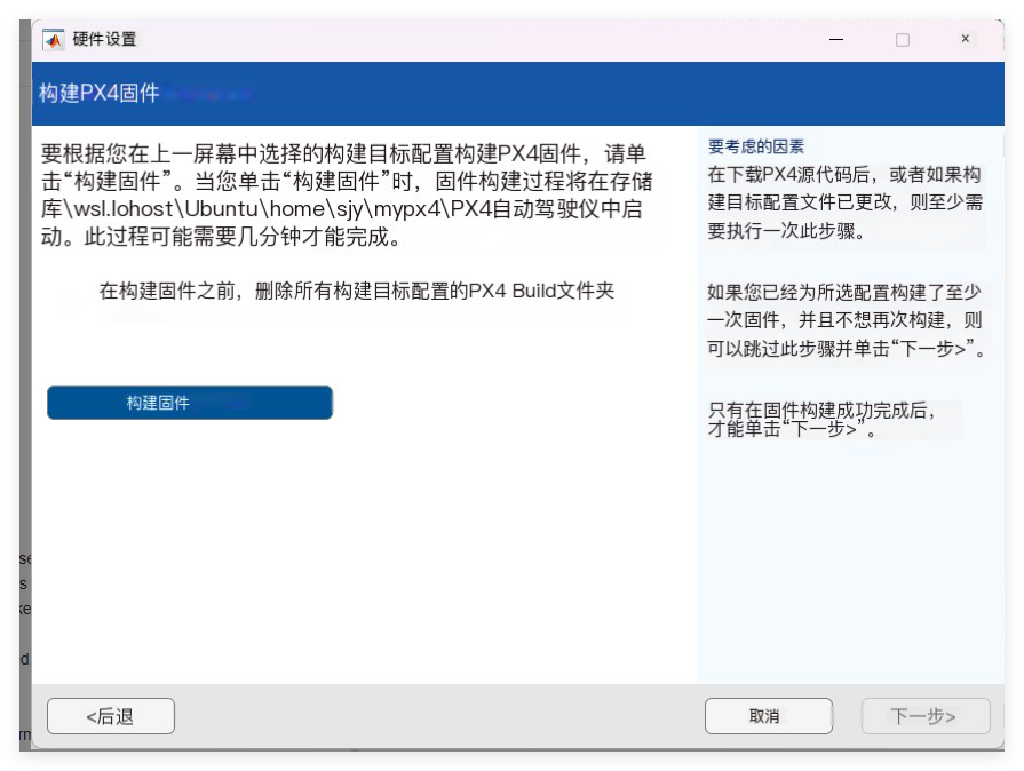 硬件设置
构建PX4固件
要根据您在上一屏幕中选择的构建目标配置构建PX4固件，请单
击“构建固件”。当您单击“构建固件”时，固件构建过程将在存储
库\wsl.lohost\Ubuntu\home\sjy\mypx4\PX4自动驾驶仪中启
动。此过程可能需要几分钟才能完成。
在构建固件之前，删除所有构建目标配置的PX4 Build文件夹
构建固件
要考虑的因素
在下载PX4源代码后，或者如果构
建目标配置文件已更改，则至少需
要执行一次此步骤。
如果您已经为所选配置构建了至少
一次固件，并且不想再次构建，则
可以跳过此步骤并单击“下一步>”。
只有在固件构建成功完成后，
才能单击“下一步>”。
<后退
取消
下一步>